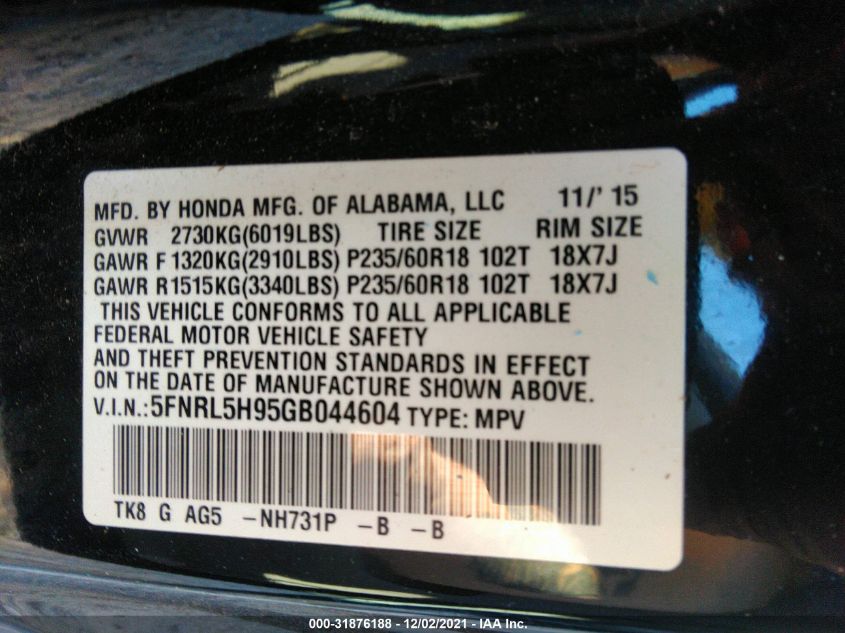 MFD. BY HONDA MFG. OF ALABAMA, LLC 11/' 15
GVWR 2730KG(6019LBS) TIRE SIZE RIM SIZE
GAWR F 1320KG(2910LBS) P235/60R18 102T 18X7J
GAWR R1515KG(3340LBS) P235/60R18 102T 18X7J
THIS VEHICLE CONFORMS TO ALL APPLICABLE
FEDERAL MOTOR VEHICLE SAFETY
AND THEFT PREVENTION STANDARDS IN EFFECT
ON THE DATE OF MANUFACTURE SHOWN ABOVE.
V.I.N.:5FNRL5H95GB044604 TYPE: MPV
TK8 G AG5 -NH731P -B -B
000-31876188 - 12/02/2021 - IAA Inc.